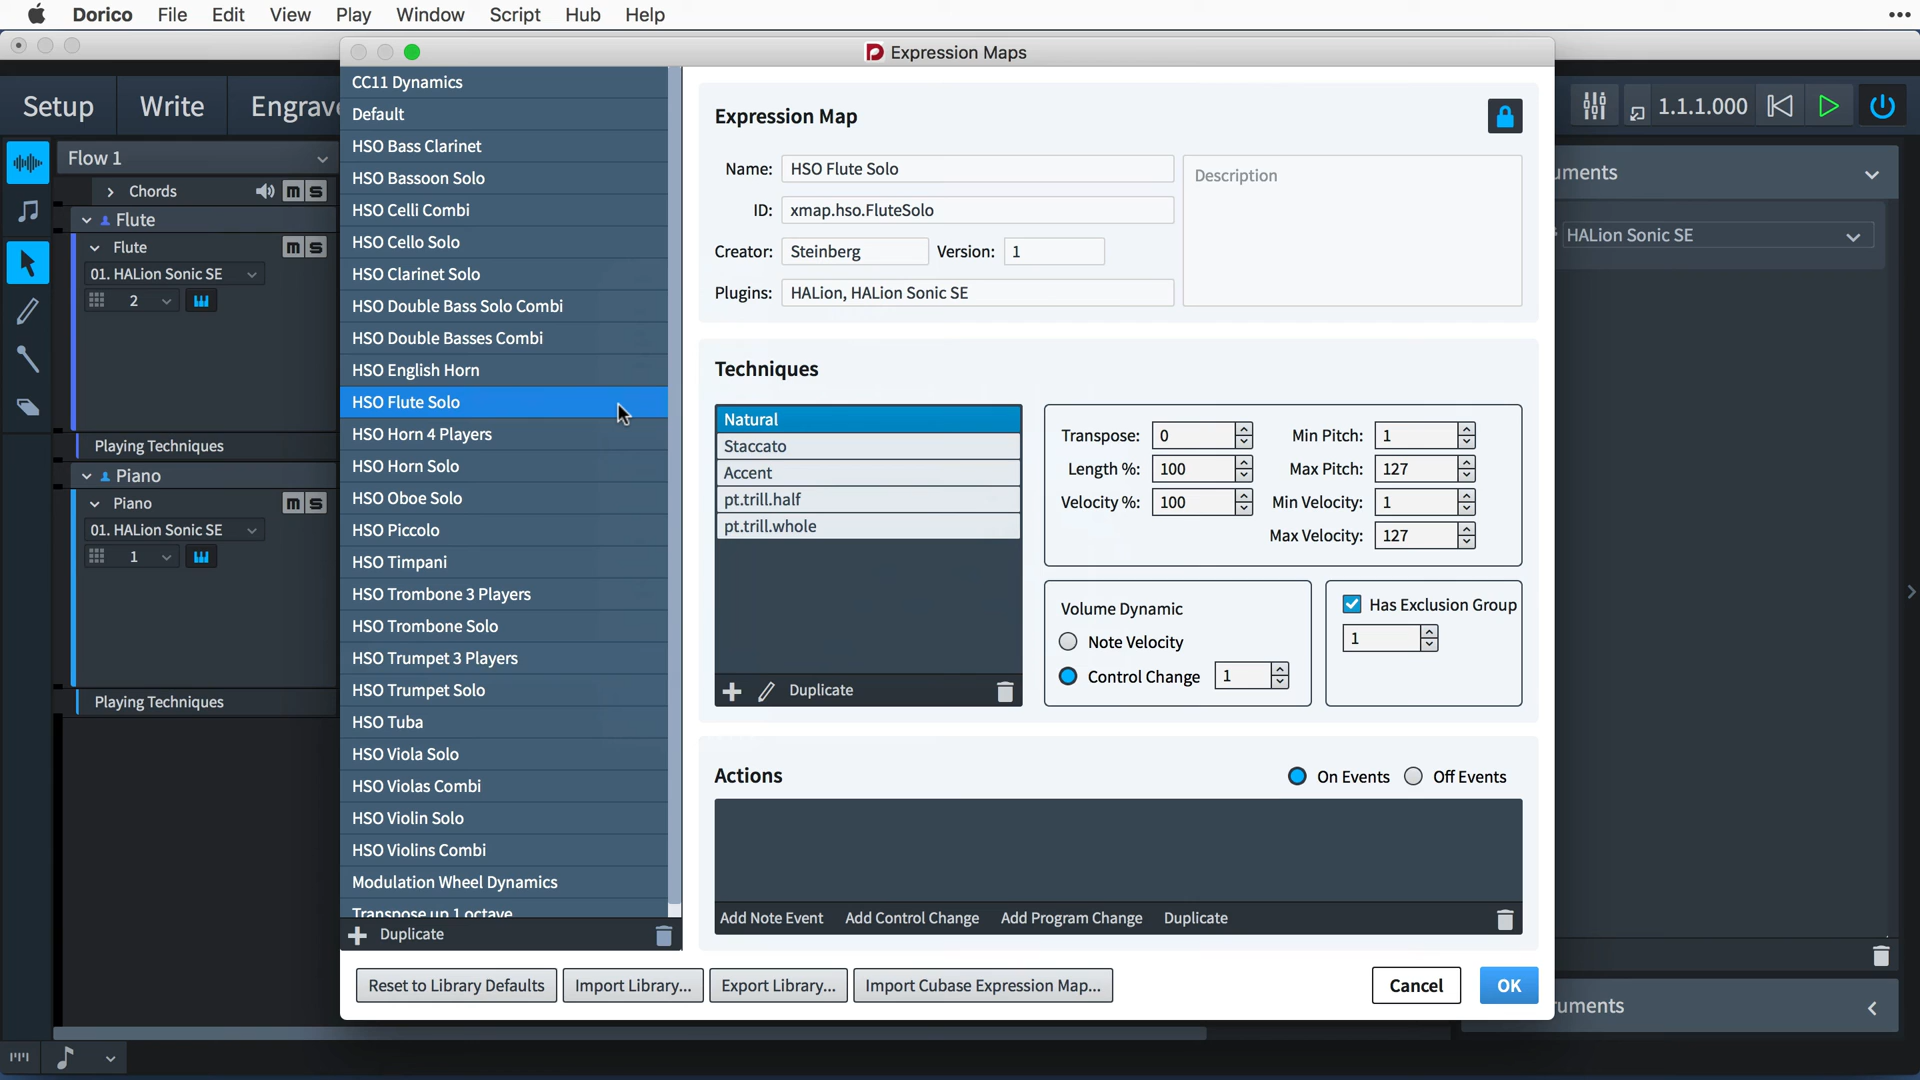 Dorico File Edit View Play Window Script Hub Help
Expression Maps
Setup Write Engrave
1.1.1.000
Flow 1
Chords m s
Flute
Flute m s
01. HALion Sonic SE
2
Playing Techniques
Piano
Piano m s
01. HALion Sonic SE
1
Playing Techniques
CC11 Dynamics
Default
HSO Bass Clarinet
HSO Bassoon Solo
HSO Celli Combi
HSO Cello Solo
HSO Clarinet Solo
HSO Double Bass Solo Combi
HSO Double Basses Combi
HSO English Horn
HSO Flute Solo
HSO Horn 4 Players
HSO Horn Solo
HSO Oboe Solo
HSO Piccolo
HSO Timpani
HSO Trombone 3 Players
HSO Trombone Solo
HSO Trumpet 3 Players
HSO Trumpet Solo
HSO Tuba
HSO Viola Solo
HSO Violas Combi
HSO Violin Solo
HSO Violins Combi
Modulation Wheel Dynamics
Transpose up 1 octave
Duplicate
Expression Map
Name: HSO Flute Solo
Description
ID: xmap.hso.FluteSolo
Creator: Steinberg Version: 1
Plugins: HALion, HALion Sonic SE
Techniques
Natural
Staccato
Accent
pt.trill.half
pt.trill.whole
Duplicate
Transpose: 0 Min Pitch: 1
Length %: 100 Max Pitch: 127
Velocity %: 100 Min Velocity: 1
Max Velocity: 127
Volume Dynamic
Note Velocity
Control Change 1
Has Exclusion Group
1
Actions On Events Off Events
Add Note Event Add Control Change Add Program Change Duplicate
Reset to Library Defaults Import Library... Export Library... Import Cubase Expression Map... Cancel OK
uments
HALion Sonic SE
ruments